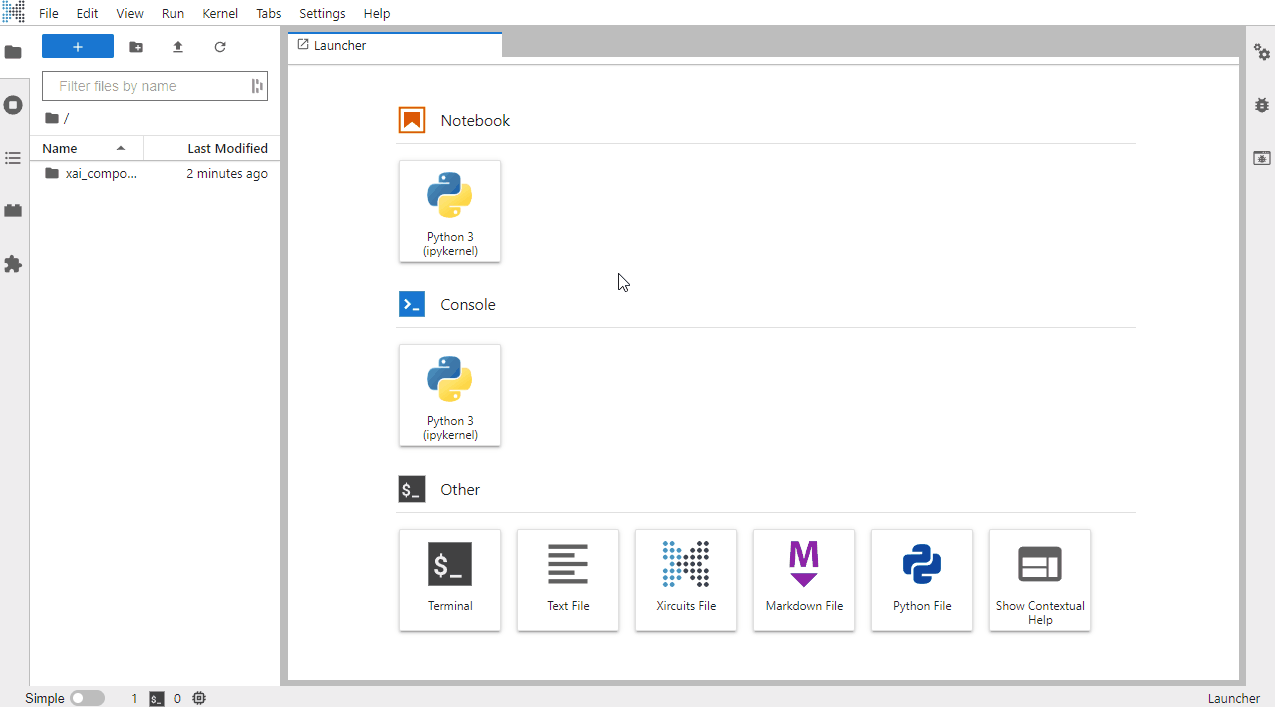 File Edit View Run Kernel Tabs Settings Help
Launcher
Filter files by name
/
Name Last Modified
xai_compo... 2 minutes ago
Notebook
Python 3
(ipykernel)
Console
Python 3
(ipykernel)
$_ Other
$_
Terminal
Text File
Xircuits File
M
Markdown File
Python File
Show Contextual
Help
Simple 1 $_ 0 Launcher